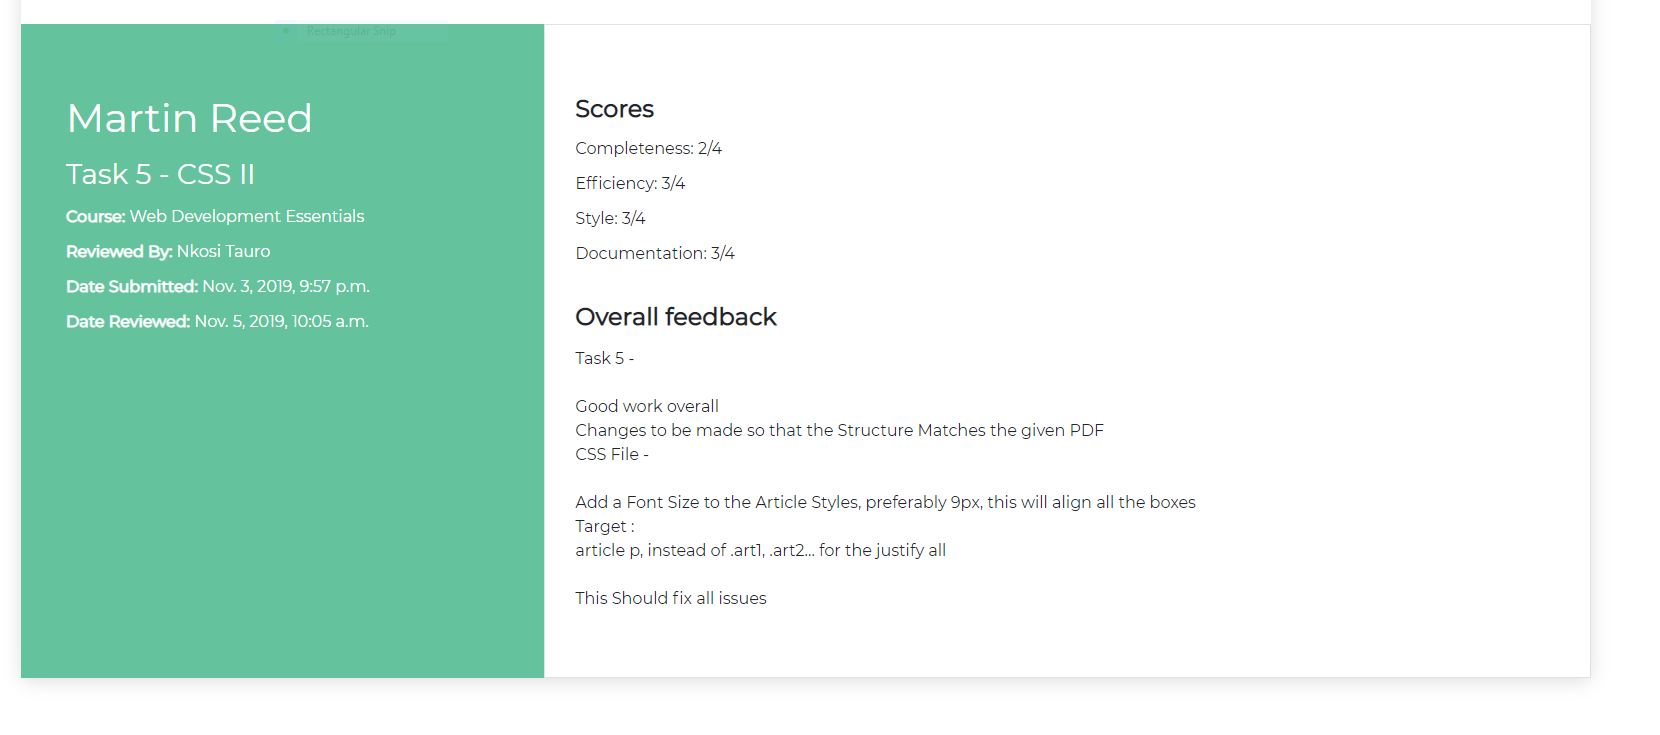 Rectangular Snip
Martin Reed
Task 5 - CSS II
Course: Web Development Essentials
Reviewed By: Nkosi Tauro
Date Submitted: Nov. 3, 2019, 9:57 p.m.
Date Reviewed: Nov. 5, 2019, 10:05 a.m.
Scores
Completeness: 2/4
Efficiency: 3/4
Style: 3/4
Documentation: 3/4
Overall feedback
Task 5 -
Good work overall
Changes to be made so that the Structure Matches the given PDF
CSS File -
Add a Font Size to the Article Styles, preferably 9px, this will align all the boxes
Target :
article p, instead of .art1, .art2... for the justify all
This Should fix all issues